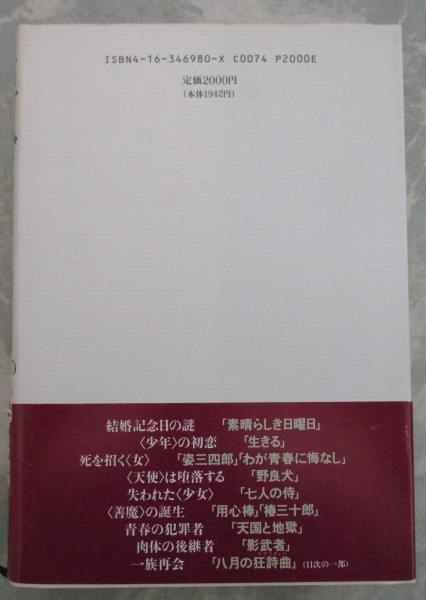 ISBN4-16-346980-X C0074 P2000E
定価2000円
(本体1942円)
結婚記念日の謎 「素晴らしき日曜日」
〈少年〉の初恋 「生きる」
死を招く〈女〉 「姿三四郎」「わが青春に悔なし」
〈天使〉は堕落する 「野良犬」
失われた〈少女〉 「七人の侍」
〈善魔〉の誕生 「用心棒」「椿三十郎」
青春の犯罪者 「天国と地獄」
肉体の後継者 「影武者」
一族再会 「八月の狂詩曲」(目次の一部)